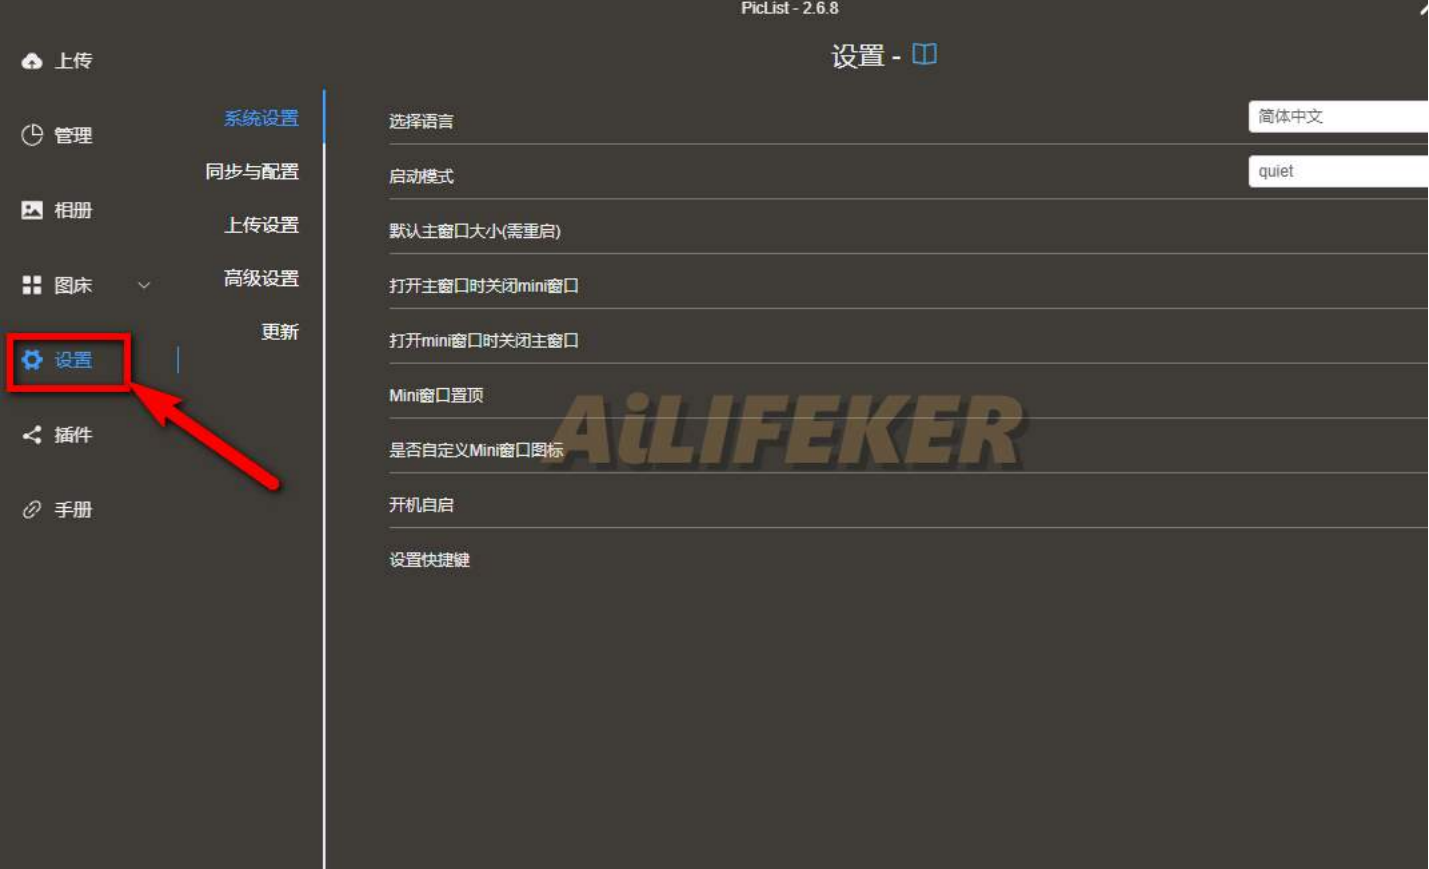 PicList - 2.6.8
设置 -
上传
管理
相册
图床
设置
插件
手册
系统设置
同步与配置
上传设置
高级设置
更新
选择语言
简体中文
启动模式
quiet
默认主窗口大小(需重启)
打开主窗口时关闭mini窗口
打开mini窗口时关闭主窗口
Mini窗口置顶
是否自定义Mini窗口图标
开机自启
设置快捷键
AiLIFEKER